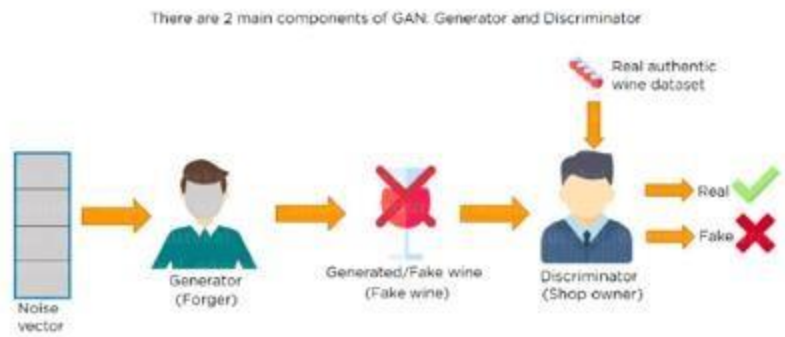 There are 2 main components of GAN: Generator and Discriminator
Real authentic
wine dataset
Real
Fake
Generator
(Forger)
Generated/Fake wine
(Fake wine)
Discriminator
(Shop owner)
Noise
vector